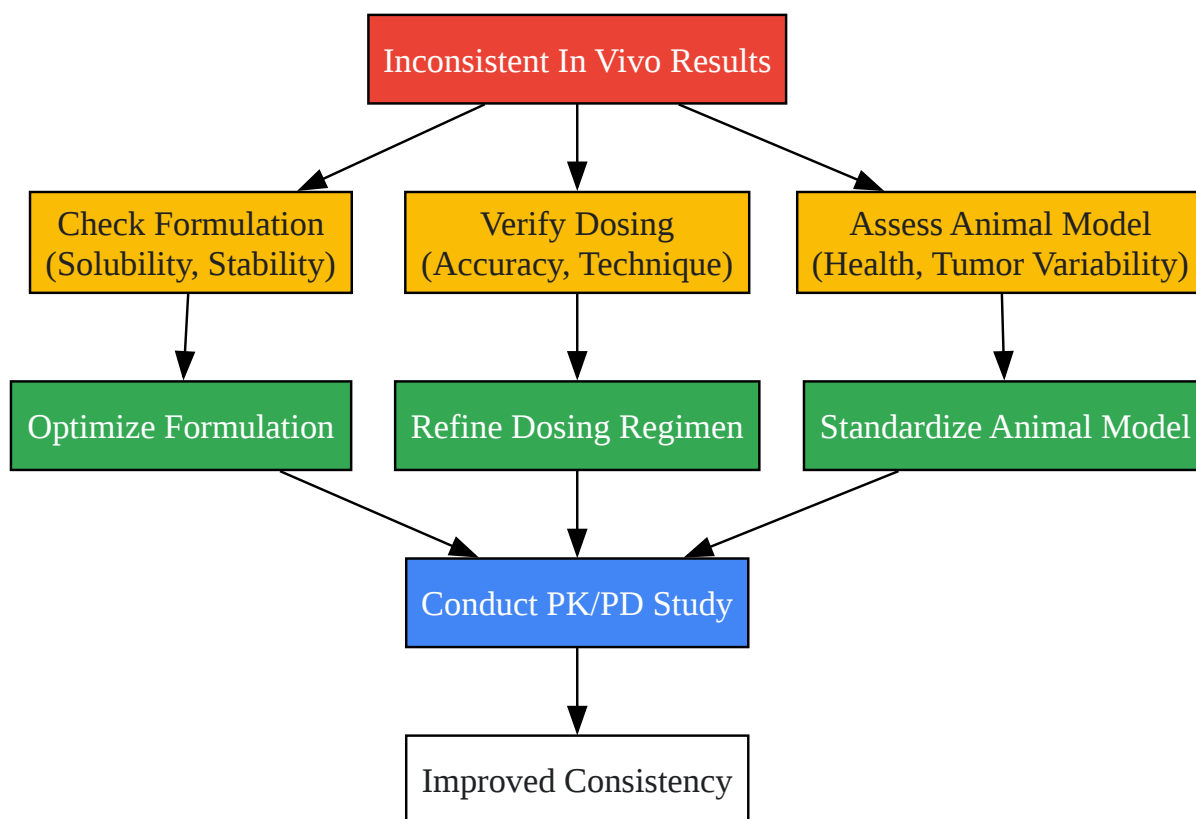 Inconsistent In Vivo Results
Check Formulation
(Solubility, Stability)
Verify Dosing
(Accuracy, Technique)
Assess Animal Model
(Health, Tumor Variability)
Optimize Formulation
Refine Dosing Regimen
Standardize Animal Model
Conduct PK/PD Study
Improved Consistency